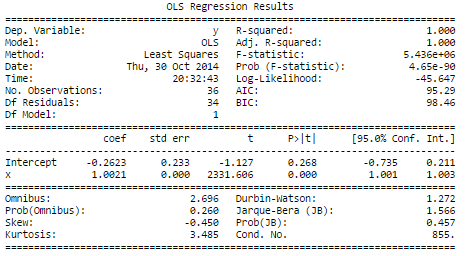 OLS Regression Results
==============================================================================
Dep. Variable: y R-squared: 1.000
Model: OLS Adj. R-squared: 1.000
Method: Least Squares F-statistic: 5.436e+06
Date: Thu, 30 Oct 2014 Prob (F-statistic): 4.65e-90
Time: 20:32:43 Log-Likelihood: -45.647
No. Observations: 36 AIC: 95.29
Df Residuals: 34 BIC: 98.46
Df Model: 1
==============================================================================
coef std err t P>|t| [95.0% Conf. Int.]
------------------------------------------------------------------------------
Intercept -0.2623 0.233 -1.127 0.268 -0.735 0.211
x 1.0021 0.000 2331.606 0.000 1.001 1.003
==============================================================================
Omnibus: 2.696 Durbin-Watson: 1.272
Prob(Omnibus): 0.260 Jarque-Bera (JB): 1.566
Skew: -0.450 Prob(JB): 0.457
Kurtosis: 3.485 Cond. No. 855.
==============================================================================